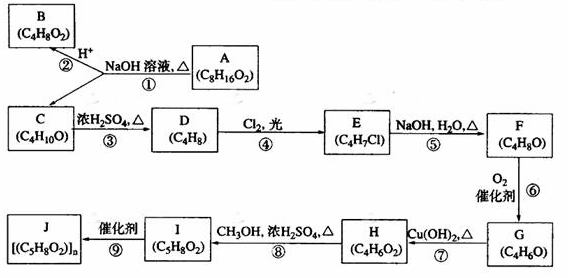 B
(C₄H₈O₂)
H⁺
②
NaOH 溶液,△
①
A
(C₈H₁₆O₂)
C
(C₄H₁₀O)
浓H₂SO₄,△
③
D
(C₄H₈)
Cl₂,光
④
E
(C₄H₇Cl)
NaOH,H₂O,△
⑤
F
(C₄H₈O)
O₂
催化剂
⑥
J
[(C₅H₈O₂)]ₙ
催化剂
⑨
I
(C₅H₈O₂)
CH₃OH,浓H₂SO₄,△
⑧
H
(C₄H₆O₂)
Cu(OH)₂,△
⑦
G
(C₄H₆O)